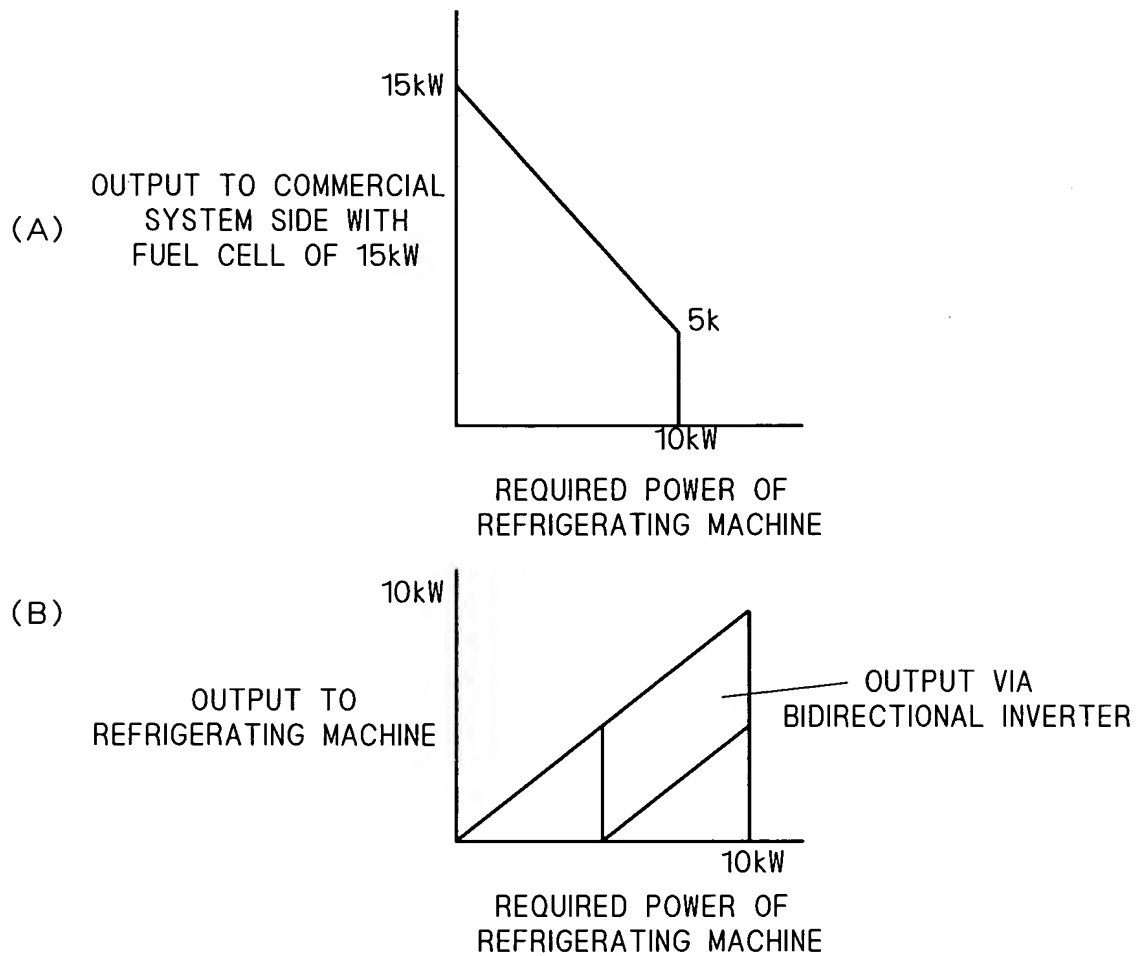 15kW
OUTPUT TO COMMERCIAL
SYSTEM SIDE WITH
FUEL CELL OF 15kW
(A)
5k
10kW
REQUIRED POWER OF
REFRIGERATING MACHINE
(B)
10kW
OUTPUT TO
REFRIGERATING MACHINE
OUTPUT VIA
BIDIRECTIONAL INVERTER
10kW
REQUIRED POWER OF
REFRIGERATING MACHINE